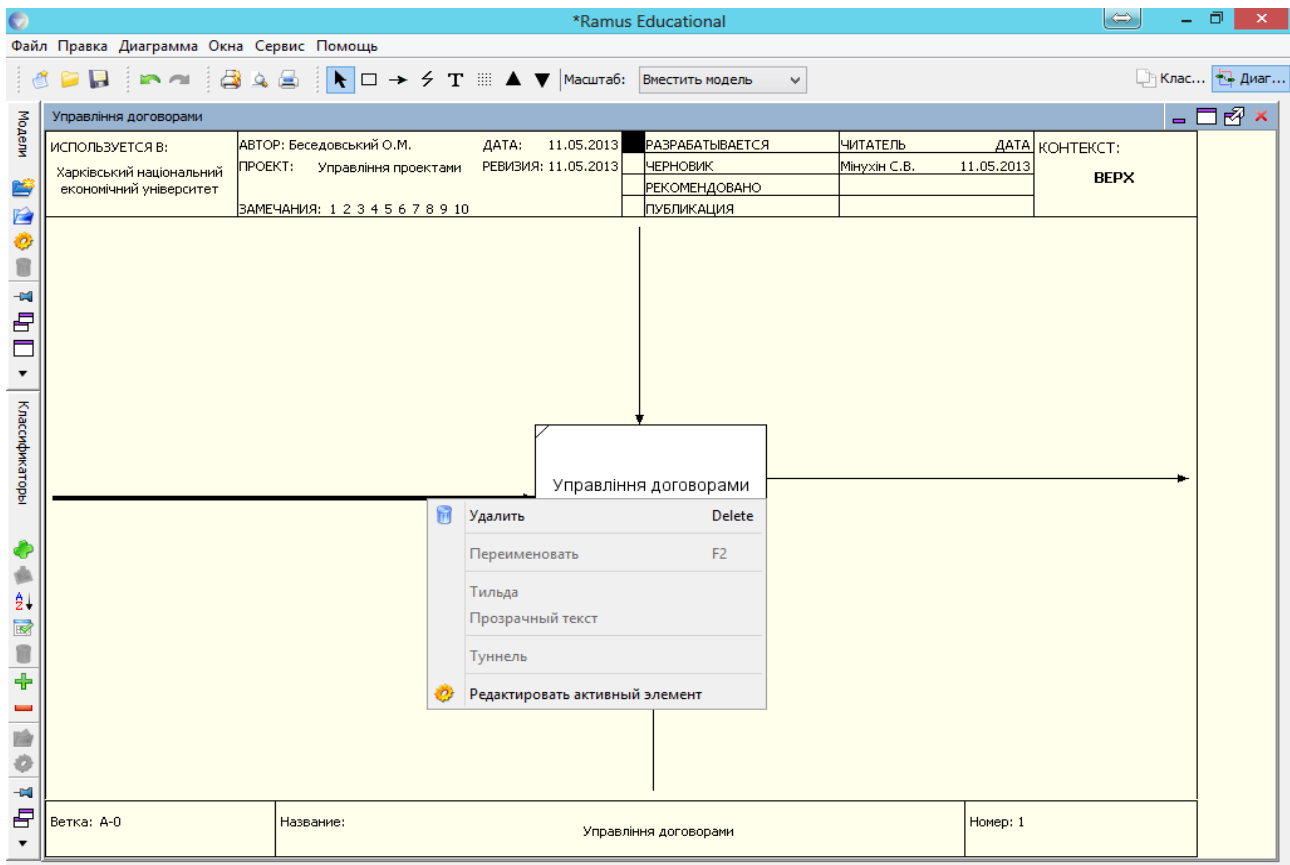 *Ramus Educational
Файл Правка Диаграмма Окна Сервис Помощь
Масштаб: Вместить модель Клас... Диаг...
Модели
Классификаторы
Управління договорами
ИСПОЛЬЗУЕТСЯ В:
Харківський національний
економічний університет
АВТОР: Беседовський О.М. ДАТА: 11.05.2013
ПРОЕКТ: Управління проектами РЕВИЗИЯ: 11.05.2013
ЗАМЕЧАНИЯ: 1 2 3 4 5 6 7 8 9 10
РАЗРАБАТЫВАЕТСЯ
ЧЕРНОВИК
РЕКОМЕНДОВАНО
ПУБЛИКАЦИЯ
ЧИТАТЕЛЬ ДАТА
Мінухін С.В. 11.05.2013
КОНТЕКСТ:
ВЕРХ
Управління договорами
Удалить Delete
Переименовать F2
Тильда
Прозрачный текст
Туннель
Редактировать активный элемент
Ветка: A-0 Название: Управління договорами Номер: 1